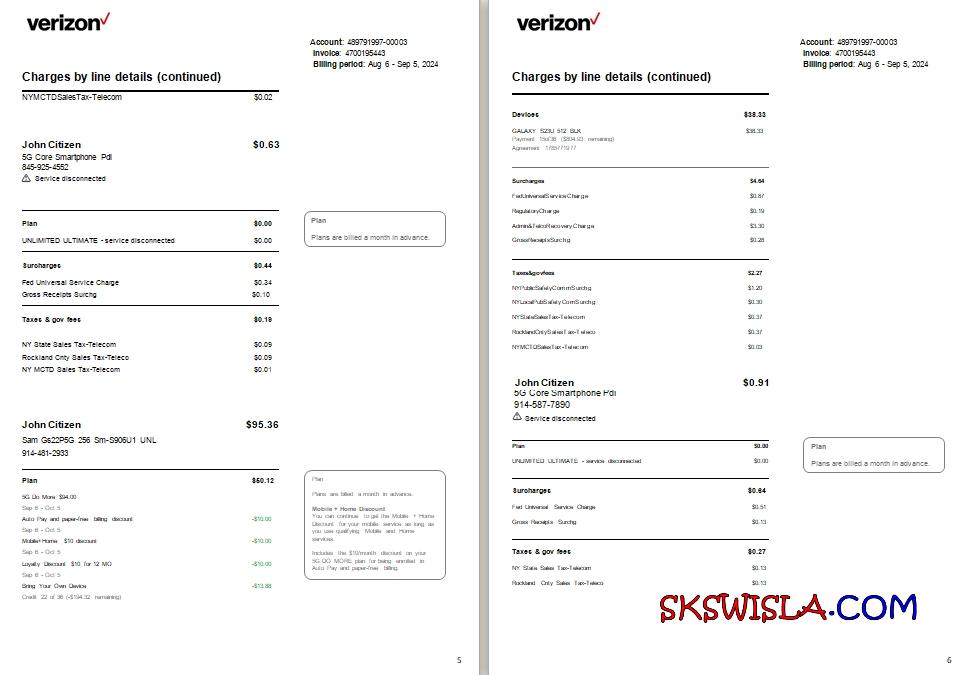 verizon✓
Account: 489791997-00003
Invoice: 4700195443
Billing period: Aug 6 - Sep 5, 2024
Charges by line details (continued)
NYMCTDSalesTax-Telecom $0.02
John Citizen $0.63
5G Core Smartphone Pdl
845-925-4552
Service disconnected
Plan $0.00
UNLIMITED ULTIMATE - service disconnected $0.00
Plan
Plans are billed a month in advance.
Suroharges $0.44
Fed Universal Service Charge $0.34
Gross Receipts Surchg $0.10
Taxes & gov fees $0.19
NY State Sales Tax-Telecom $0.09
Rockland Cnty Sales Tax-Teleco $0.09
NY MCTD Sales Tax-Telecom $0.01
John Citizen $95.36
Sam Gs22P5G 256 Sm-S906U1 UNL
914-481-2933
Plan $50.12
5G Do More $94.00
Sep 6 - Oct 5
Auto Pay and paper-free billing discount -$10.00
Sep 6 - Oct 5
Mobile+Home $10 discount -$10.00
Sep 6 - Oct 5
Loyalty Discount $10 for 12 MO -$10.00
Sep 6 - Oct 5
Bring Your Own Device -$13.88
Credit 22 of 36 (-$194.32 remaining)
Plan
Plans are billed a month in advance.
Mobile + Home Discount
You can continue to get the Mobile + Home
Discount for your mobile service as long as
you use qualifying Mobile and Home
services.
Includes the $10/month discount on your
5G DO MORE plan for being enrolled in
Auto Pay and paper-free billing.
5
verizon✓
Account: 489791997-00003
Invoice: 4700195443
Billing period: Aug 6 - Sep 5, 2024
Charges by line details (continued)
Devices $38.33
GALAXY S23U 512 BLK $38.33
Payment 15of36 ($804.93 remaining)
Agreement 1785771977
Surcharges $4.64
FedUniversalServiceCharge $0.87
RegulatoryCharge $0.19
Admin&TelcoRecoveryCharge $3.30
GrossReceiptsSurchg $0.28
Taxes&govfees $2.27
NYPublicSafetyCommSurchg $1.20
NYLocalPubSafetyCommSurchg $0.30
NYStateSalesTax-Telecom $0.37
RocklandCntySalesTax-Teleco $0.37
NYMCTDSalesTax-Telecom $0.03
John Citizen $0.91
5G Core Smartphone Pdl
914-587-7890
Service disconnected
Plan $0.00
UNLIMITED ULTIMATE - service disconnected $0.00
Plan
Plans are billed a month in advance.
Suroharges $0.64
Fed Universal Service Charge $0.51
Gross Receipts Surchg $0.13
Taxes & gov fees $0.27
NY State Sales Tax-Telecom $0.13
Rockland Cnty Sales Tax-Teleco $0.13
SKSWISLA.COM
6